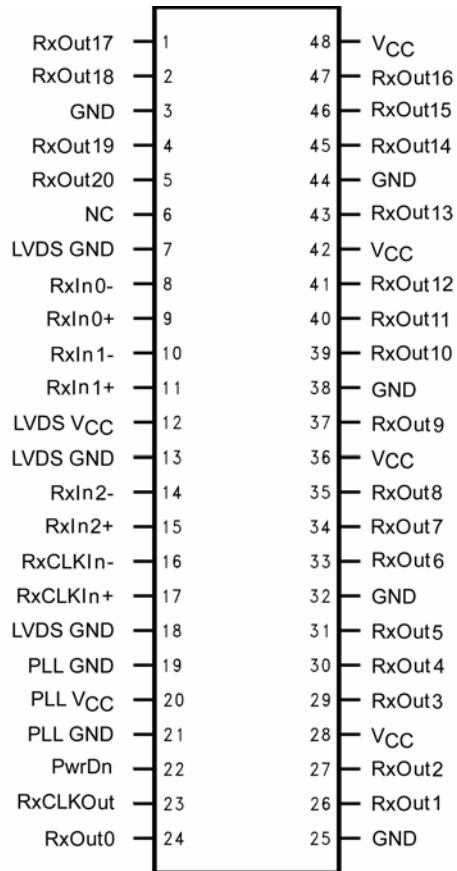 RxOut17 1 48 VCC
RxOut18 2 47 RxOut16
GND 3 46 RxOut15
RxOut19 4 45 RxOut14
RxOut20 5 44 GND
NC 6 43 RxOut13
LVDS GND 7 42 VCC
RxIn0- 8 41 RxOut12
RxIn0+ 9 40 RxOut11
RxIn1- 10 39 RxOut10
RxIn1+ 11 38 GND
LVDS VCC 12 37 RxOut9
LVDS GND 13 36 VCC
RxIn2- 14 35 RxOut8
RxIn2+ 15 34 RxOut7
RxCLKIn- 16 33 RxOut6
RxCLKIn+ 17 32 GND
LVDS GND 18 31 RxOut5
PLL GND 19 30 RxOut4
PLL VCC 20 29 RxOut3
PLL GND 21 28 VCC
PwrDn 22 27 RxOut2
RxCLKOut 23 26 RxOut1
RxOut0 24 25 GND